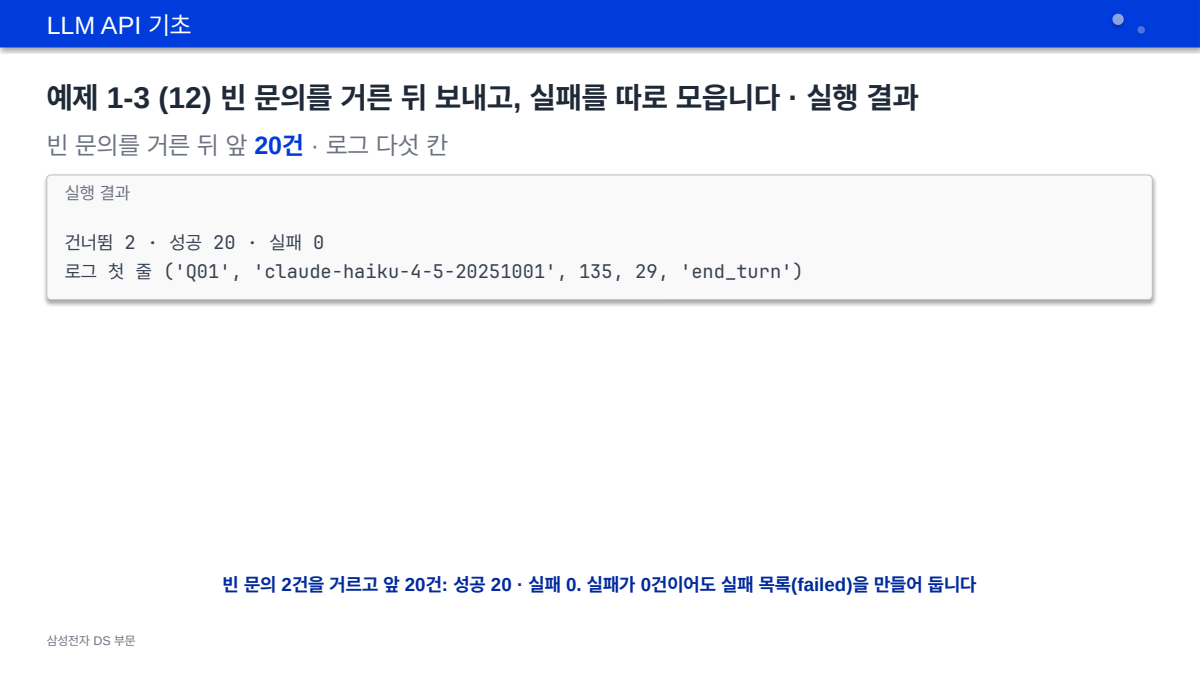 LLM API 기초
예제 1-3 (12) 빈 문의를 거른 뒤 보내고, 실패를 따로 모읍니다 · 실행 결과
빈 문의를 거른 뒤 앞 20건 · 로그 다섯 칸
실행 결과
건너뜀 2 · 성공 20 · 실패 0
로그 첫 줄 ('Q01', 'claude-haiku-4-5-20251001', 135, 29, 'end_turn')
빈 문의 2건을 거르고 앞 20건: 성공 20 · 실패 0. 실패가 0건이어도 실패 목록(failed)을 만들어 둡니다
삼성전자 DS 부문